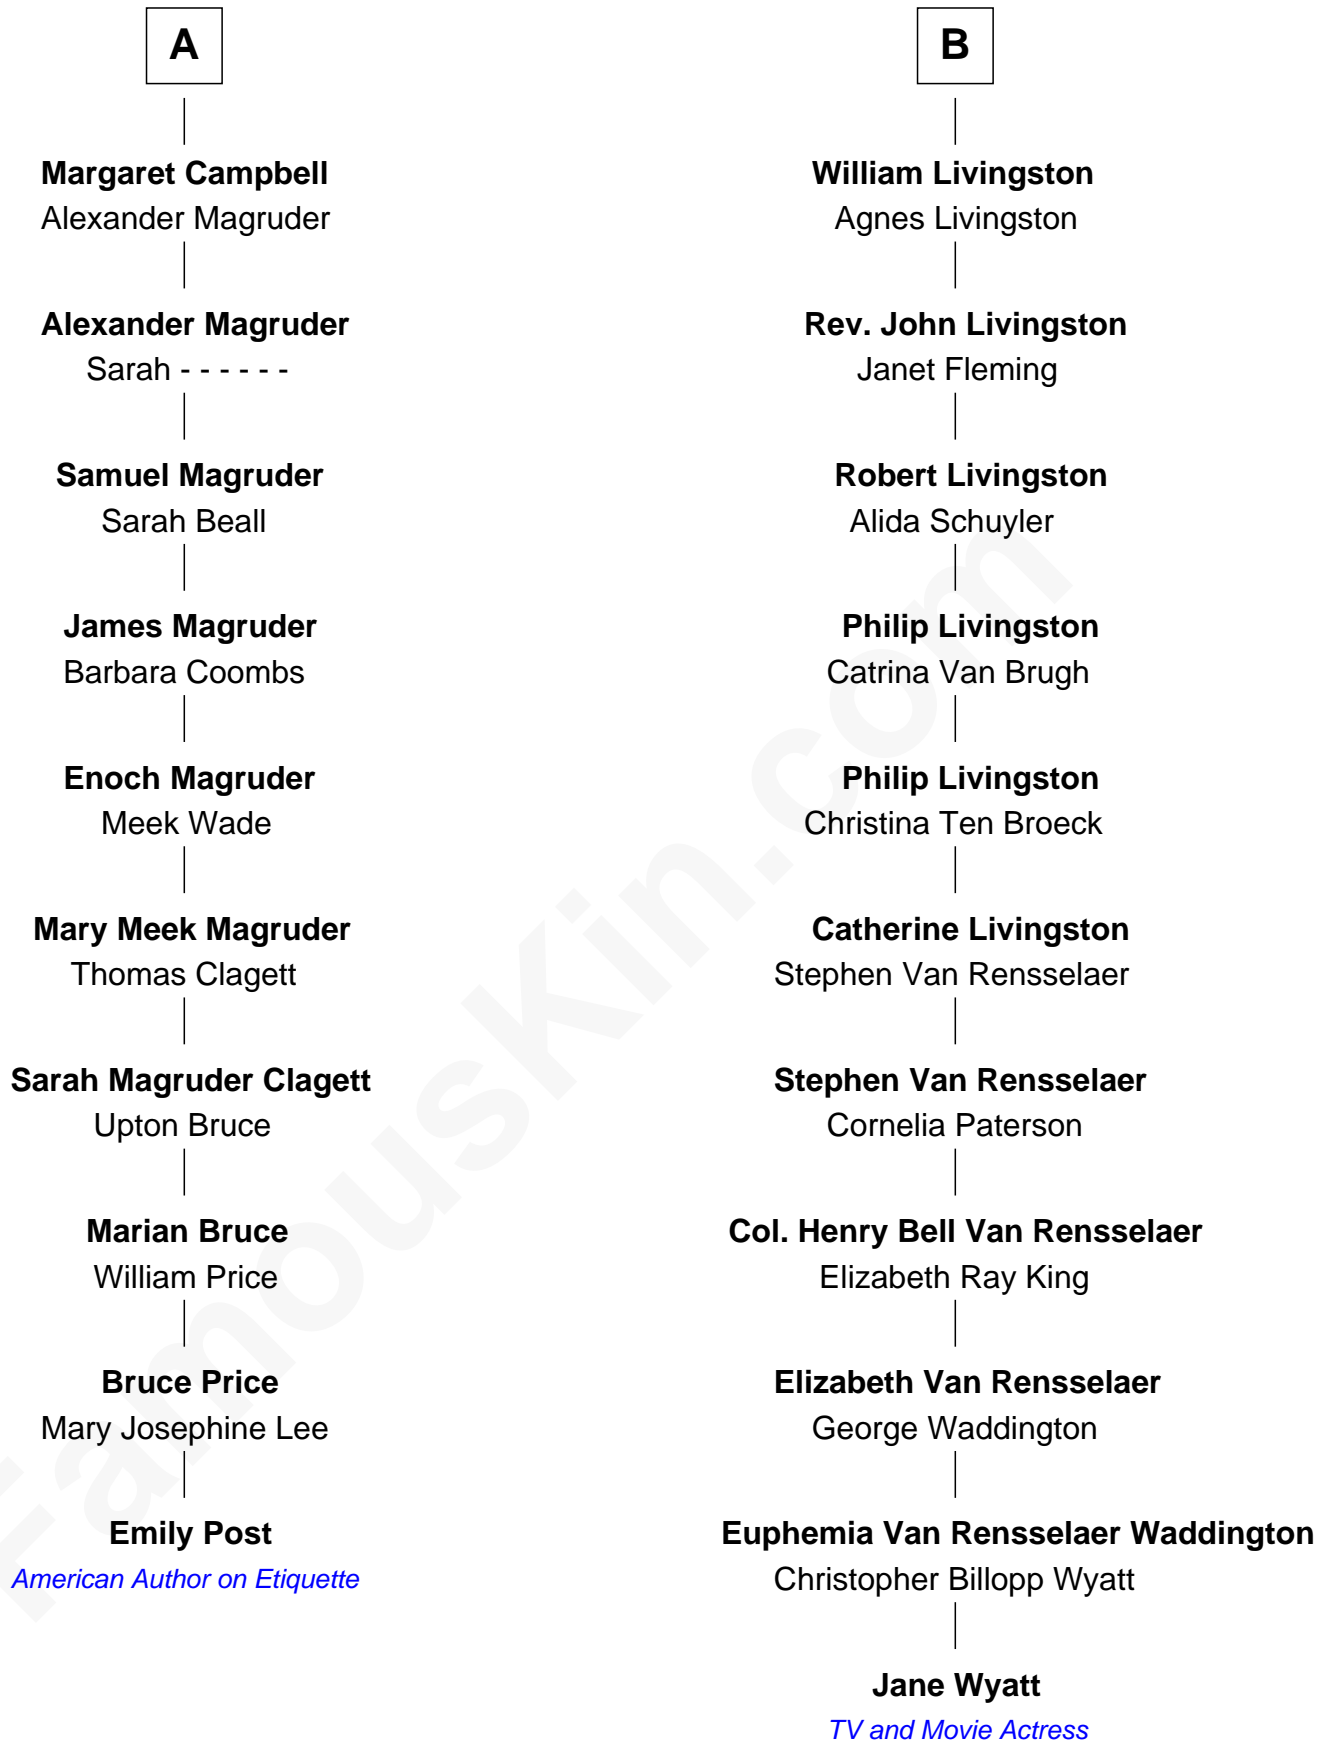 A
Margaret Campbell
Alexander Magruder
Alexander Magruder
Sarah - - - - - -
Samuel Magruder
Sarah Beall
James Magruder
Barbara Coombs
Enoch Magruder
Meek Wade
Mary Meek Magruder
Thomas Clagett
Sarah Magruder Clagett
Upton Bruce
Marian Bruce
William Price
Bruce Price
Mary Josephine Lee
Emily Post
American Author on Etiquette
B
William Livingston
Agnes Livingston
Rev. John Livingston
Janet Fleming
Robert Livingston
Alida Schuyler
Philip Livingston
Catrina Van Brugh
Philip Livingston
Christina Ten Broeck
Catherine Livingston
Stephen Van Rensselaer
Stephen Van Rensselaer
Cornelia Paterson
Col. Henry Bell Van Rensselaer
Elizabeth Ray King
Elizabeth Van Rensselaer
George Waddington
Euphemia Van Rensselaer Waddington
Christopher Billopp Wyatt
Jane Wyatt
TV and Movie Actress
FamousKin.com